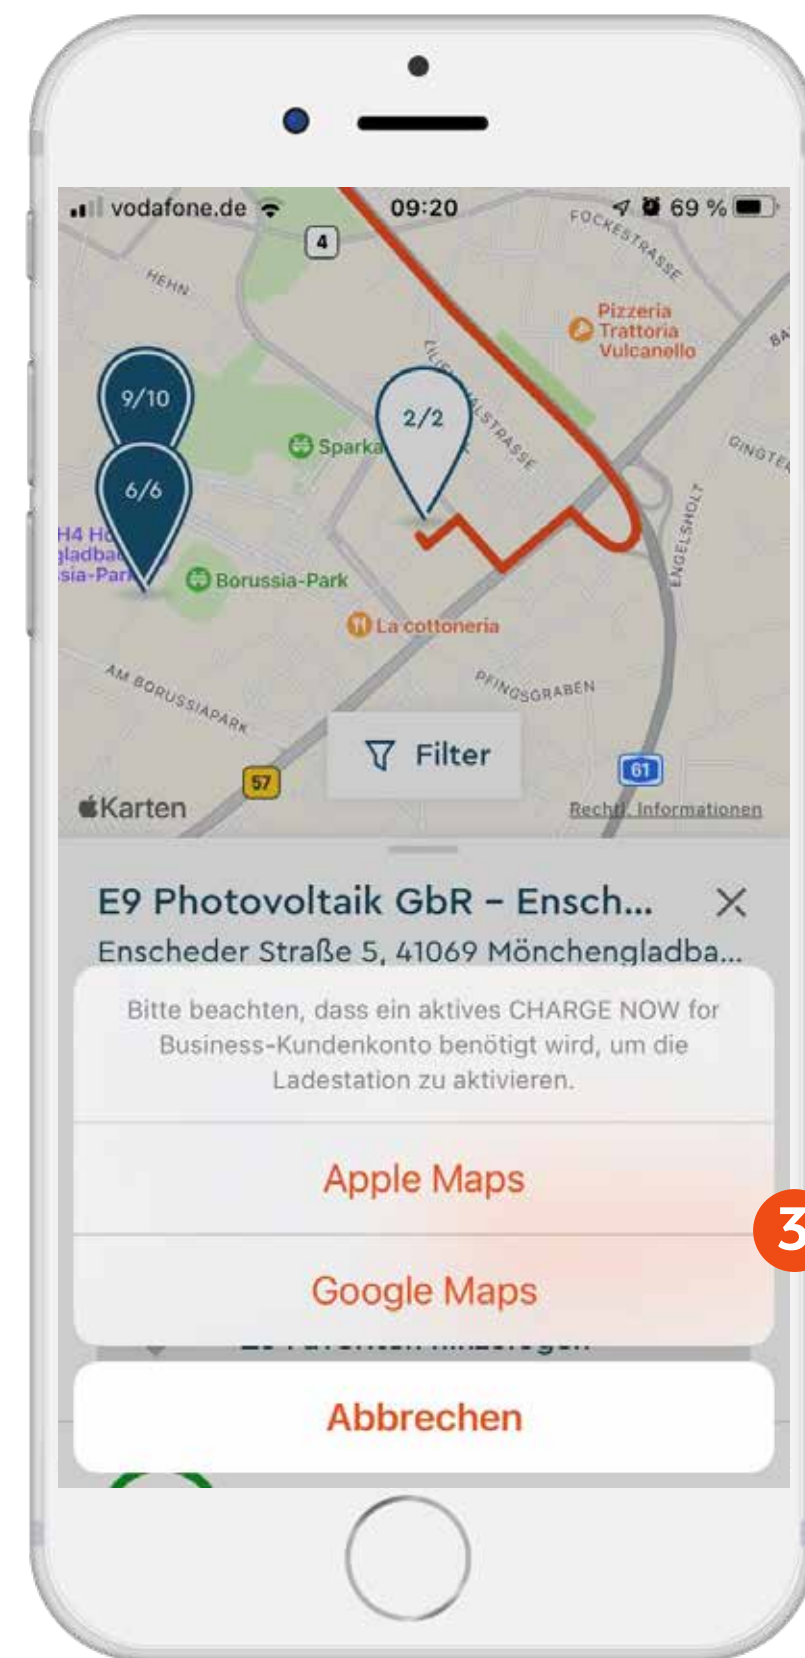 vodafone.de 09:20 69 %
FOCKESTRASSE
4
HEHN
Pizzeria
Trattoria
Vulcanello
9/10
2/2
6/6
Borussia-Park
ENGELSHOLT
La cottoneria
PFINGSGRABEN
AM BORUSSIAPARK
Filter
57
61
Karten
Rechtl. Informationen
E9 Photovoltaik GbR – Ensch...
Enscheder Straße 5, 41069 Mönchengladba...
Bitte beachten, dass ein aktives CHARGE NOW for
Business-Kundenkonto benötigt wird, um die
Ladestation zu aktivieren.
Apple Maps
3
Google Maps
Abbrechen